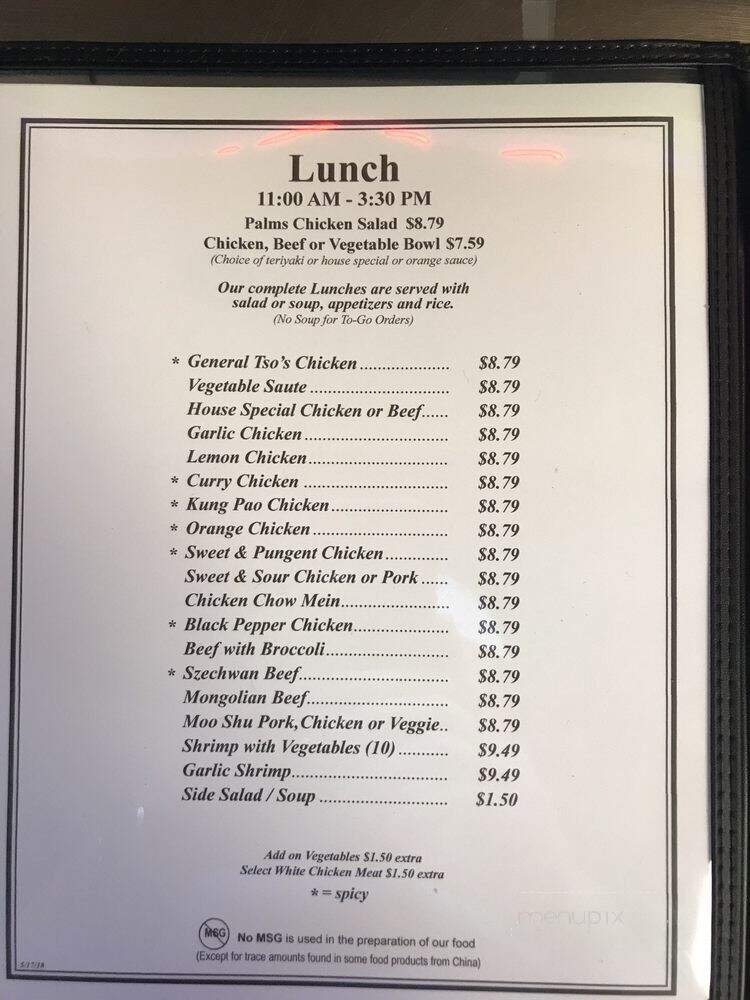 Lunch
11:00 AM - 3:30 PM
Palms Chicken Salad $8.79
Chicken, Beef or Vegetable Bowl $7.59
(Choice of teriyaki or house special or orange sauce)
Our complete Lunches are served with
salad or soup, appetizers and rice.
(No Soup for To-Go Orders)
* General Tso's Chicken .................... $8.79
Vegetable Saute ............................... $8.79
House Special Chicken or Beef...... $8.79
Garlic Chicken ................................ $8.79
Lemon Chicken................................ $8.79
* Curry Chicken ................................ $8.79
* Kung Pao Chicken.......................... $8.79
* Orange Chicken .............................. $8.79
* Sweet & Pungent Chicken.............. $8.79
Sweet & Sour Chicken or Pork ...... $8.79
Chicken Chow Mein........................ $8.79
* Black Pepper Chicken..................... $8.79
Beef with Broccoli........................... $8.79
* Szechwan Beef................................. $8.79
Mongolian Beef................................ $8.79
Moo Shu Pork, Chicken or Veggie.. $8.79
Shrimp with Vegetables (10) ........... $9.49
Garlic Shrimp................................... $9.49
Side Salad / Soup ............................ $1.50
Add on Vegetables $1.50 extra
Select White Chicken Meat $1.50 extra
* = spicy
MSG No MSG is used in the preparation of our food
(Except for trace amounts found in some food products from China)
5/17/18
menupix